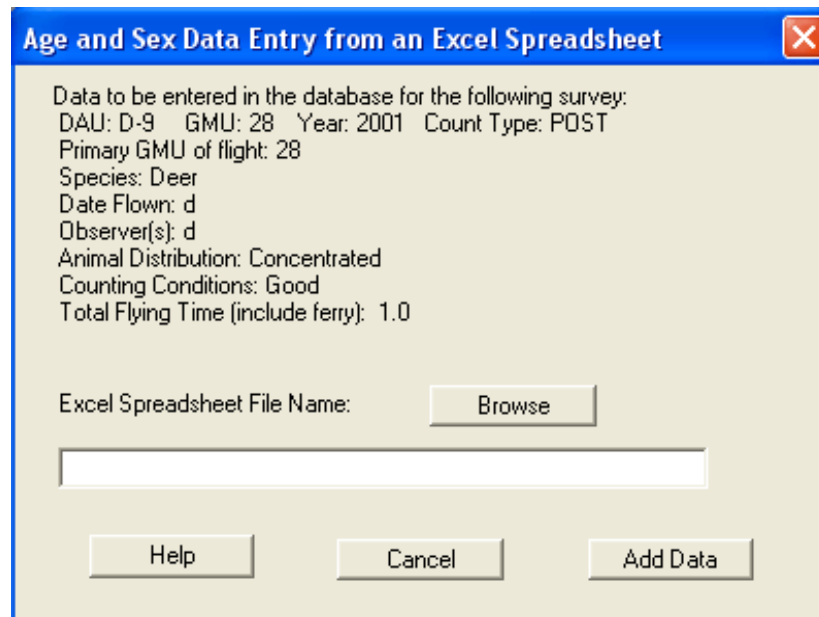 Age and Sex Data Entry from an Excel Spreadsheet
Data to be entered in the database for the following survey:
DAU: D-9 GMU: 28 Year: 2001 Count Type: POST
Primary GMU of flight: 28
Species: Deer
Date Flown: d
Observer(s): d
Animal Distribution: Concentrated
Counting Conditions: Good
Total Flying Time (include ferry): 1.0
Excel Spreadsheet File Name: Browse
Help Cancel Add Data